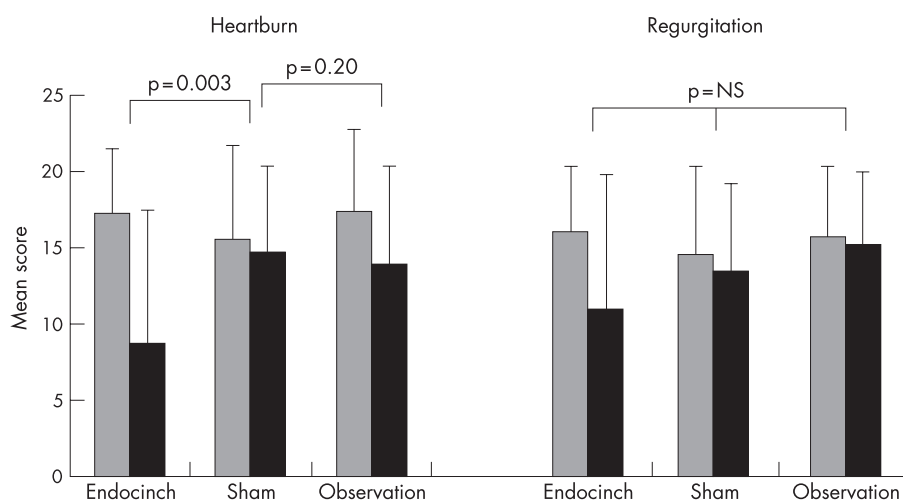 Heartburn
Regurgitation
p=0.003
p=0.20
p=NS
Mean score
25
20
15
10
5
0
Endocinch
Sham
Observation
Endocinch
Sham
Observation